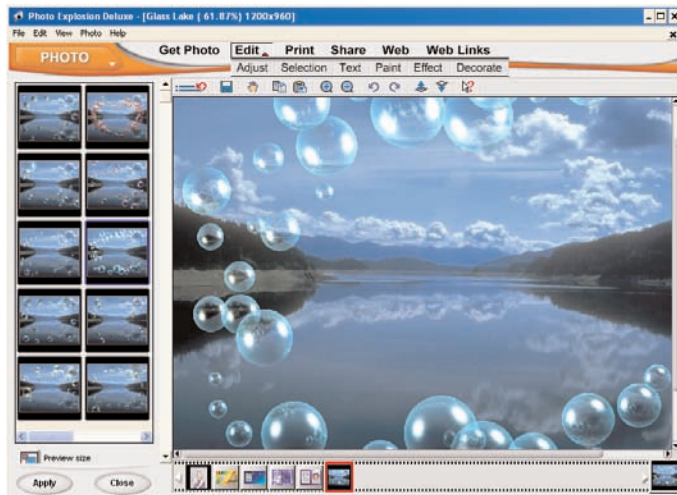 Photo Explosion Deluxe - [Glass Lake ( 61.87%) 1200x960]
File Edit View Photo Help
PHOTO
Get Photo Edit Print Share Web Web Links
Adjust Selection Text Paint Effect Decorate
Preview size
Apply Close